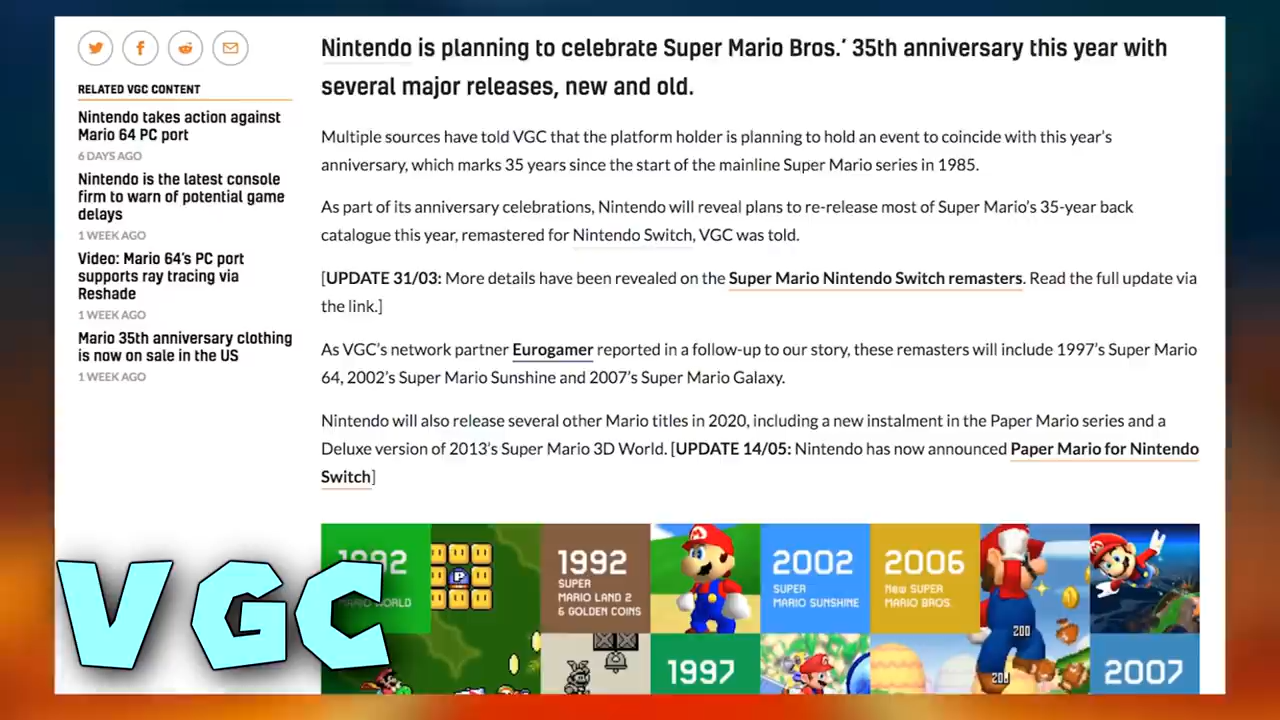 RELATED VGC CONTENT
Nintendo takes action against
Mario 64 PC port
6 DAYS AGO
Nintendo is the latest console
firm to warn of potential game
delays
1 WEEK AGO
Video: Mario 64's PC port
supports ray tracing via
Reshade
1 WEEK AGO
Mario 35th anniversary clothing
is now on sale in the US
1 WEEK AGO
Nintendo is planning to celebrate Super Mario Bros.' 35th anniversary this year with
several major releases, new and old.
Multiple sources have told VGC that the platform holder is planning to hold an event to coincide with this year's
anniversary, which marks 35 years since the start of the mainline Super Mario series in 1985.
As part of its anniversary celebrations, Nintendo will reveal plans to re-release most of Super Mario's 35-year back
catalogue this year, remastered for Nintendo Switch, VGC was told.
[UPDATE 31/03: More details have been revealed on the Super Mario Nintendo Switch remasters. Read the full update via
the link.]
As VGC's network partner Eurogamer reported in a follow-up to our story, these remasters will include 1997's Super Mario
64, 2002's Super Mario Sunshine and 2007's Super Mario Galaxy.
Nintendo will also release several other Mario titles in 2020, including a new instalment in the Paper Mario series and a
Deluxe version of 2013's Super Mario 3D World. [UPDATE 14/05: Nintendo has now announced Paper Mario for Nintendo
Switch]
1992
MARIO WORLD
P
1992
SUPER
MARIO LAND 2
6 GOLDEN COINS
2002
SUPER
MARIO SUNSHINE
2006
New SUPER
MARIO BROS.
200
200
1997
2007
VGC